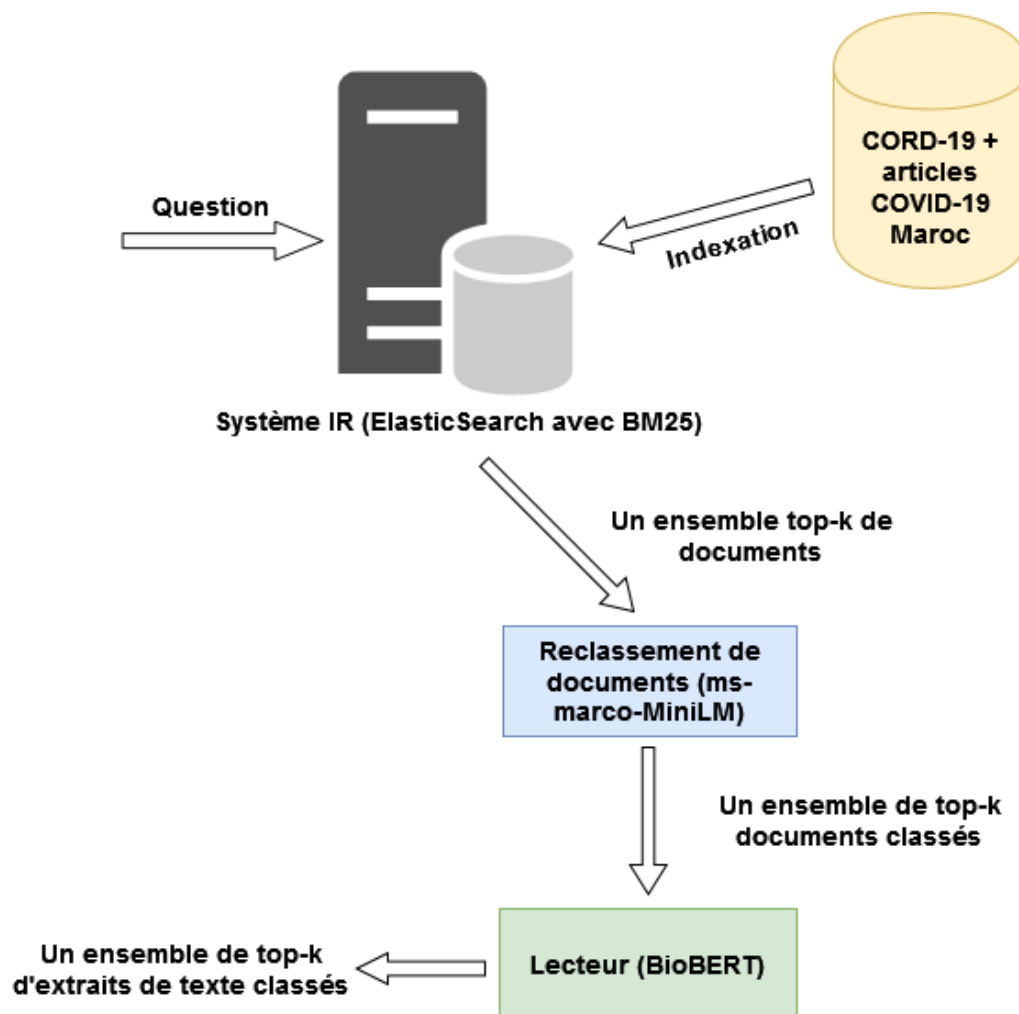 CORD-19 +
articles
COVID-19
Maroc
Question
Indexation
Système IR (ElasticSearch avec BM25)
Un ensemble top-k de
documents
Reclassement de
documents (ms-
marco-MiniLM)
Un ensemble de top-k
documents classés
Lecteur (BioBERT)
Un ensemble de top-k
d'extraits de texte classés